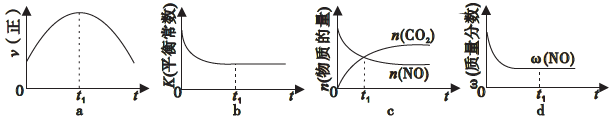 v(正)
0
t₁
t
a
K(平衡常数)
0
t₁
t
b
n(物质的量)
n(CO₂)
n(NO)
0
t₁
t
c
ω(质量分数)
ω(NO)
0
t₁
t
d